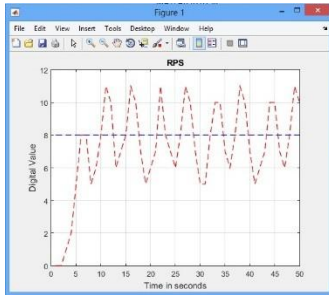 Figure 1
File Edit View Insert Tools Desktop Window Help
RPS
12
10
8
6
4
2
0
Digital Value
0 5 10 15 20 25 30 35 40 45 50
Time in seconds